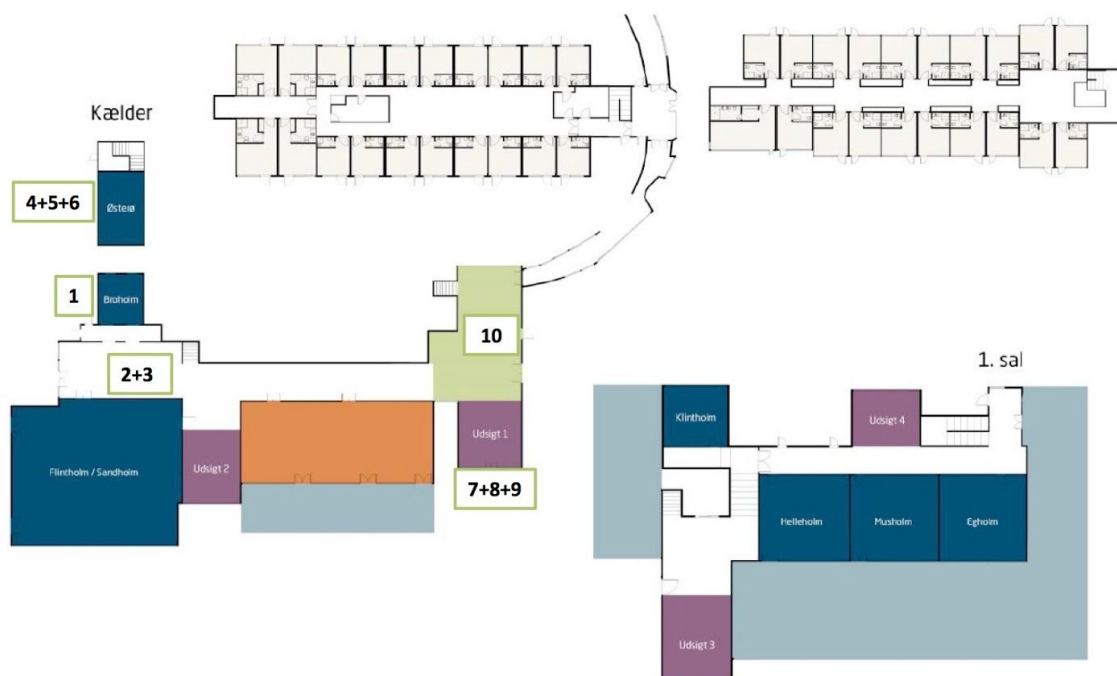 Kælder
4+5+6
Østerø
1
Broholm
10
2+3
1. sal
Klintholm
Udsigt 4
Udsigt 1
Flintholm / Sandholm
Udsigt 2
7+8+9
Helleholm
Musholm
Egholm
Udsigt 3